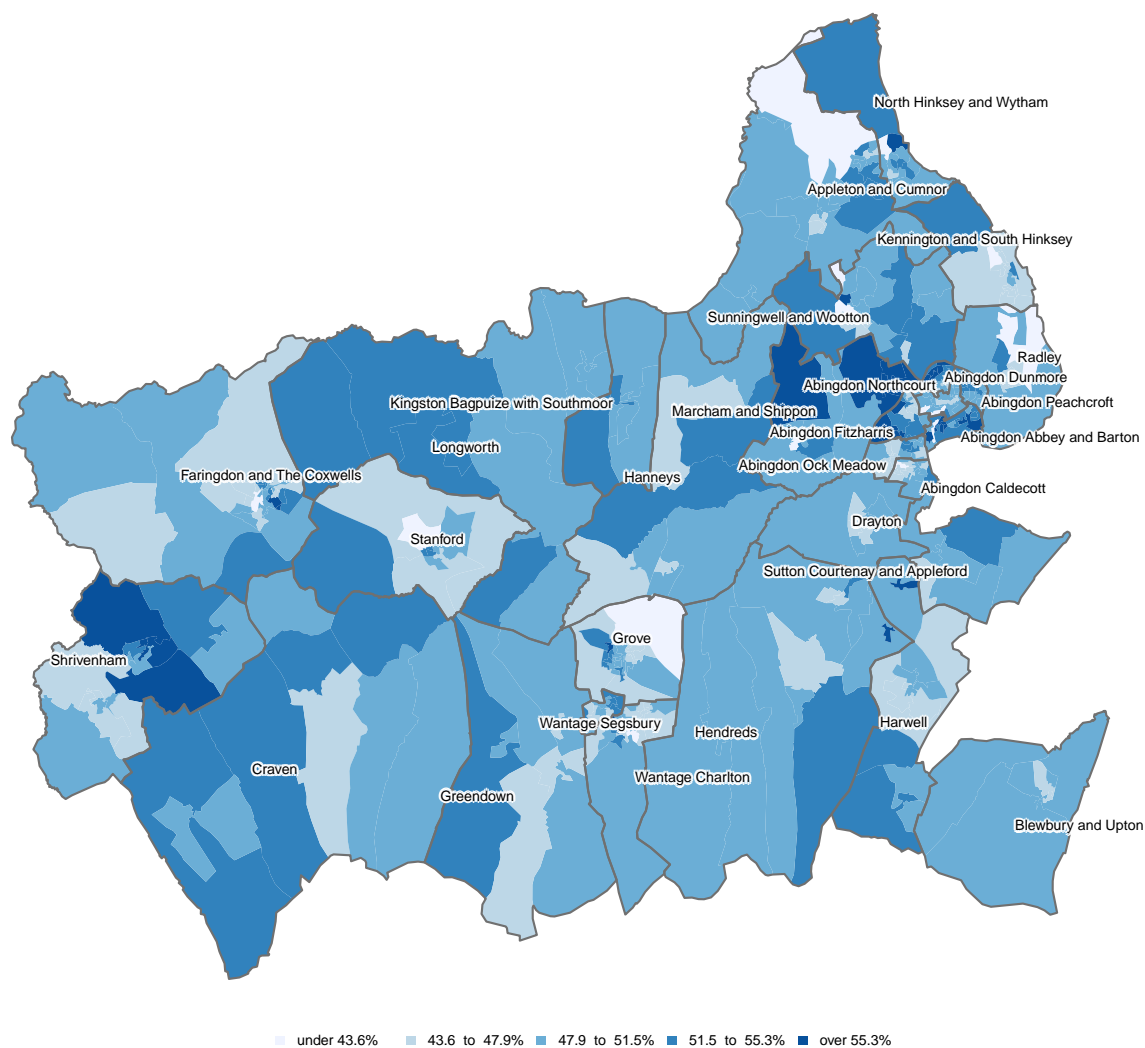 North Hinksey and Wytham
Appleton and Cumnor
Kennington and South Hinksey
Sunningwell and Wootton
Radley
Abingdon Dunmore
Abingdon Northcourt
Kingston Bagpuize with Southmoor
Abingdon Peachcroft
Marcham and Shippon
Abingdon Fitzharris
Abingdon Abbey and Barton
Longworth
Abingdon Ock Meadow
Faringdon and The Coxwells
Hanneys
Abingdon Caldecott
Drayton
Stanford
Sutton Courtenay and Appleford
Grove
Shrivenham
Wantage Segsbury
Harwell
Hendreds
Craven
Wantage Charlton
Greendown
Blewbury and Upton
under 43.6% 43.6 to 47.9% 47.9 to 51.5% 51.5 to 55.3% over 55.3%